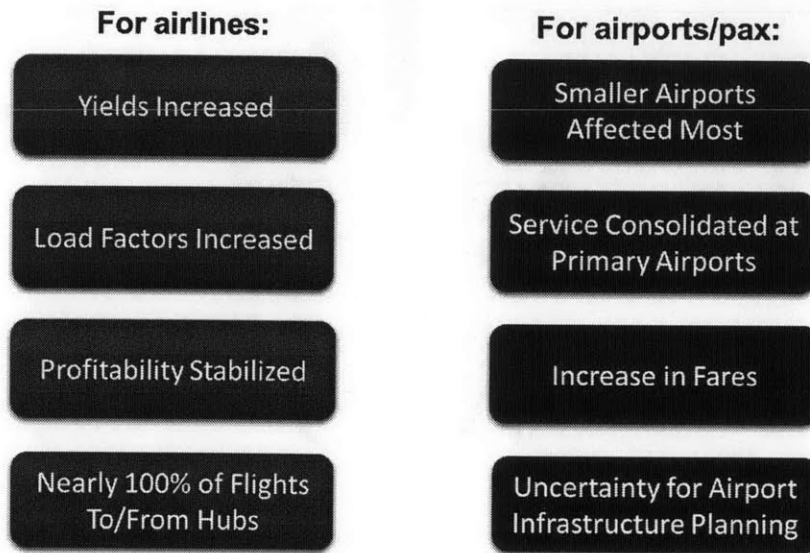 For airlines:
Yields Increased
Load Factors Increased
Profitability Stabilized
Nearly 100% of Flights
To/From Hubs
For airports/pax:
Smaller Airports
Affected Most
Service Consolidated at
Primary Airports
Increase in Fares
Uncertainty for Airport
Infrastructure Planning